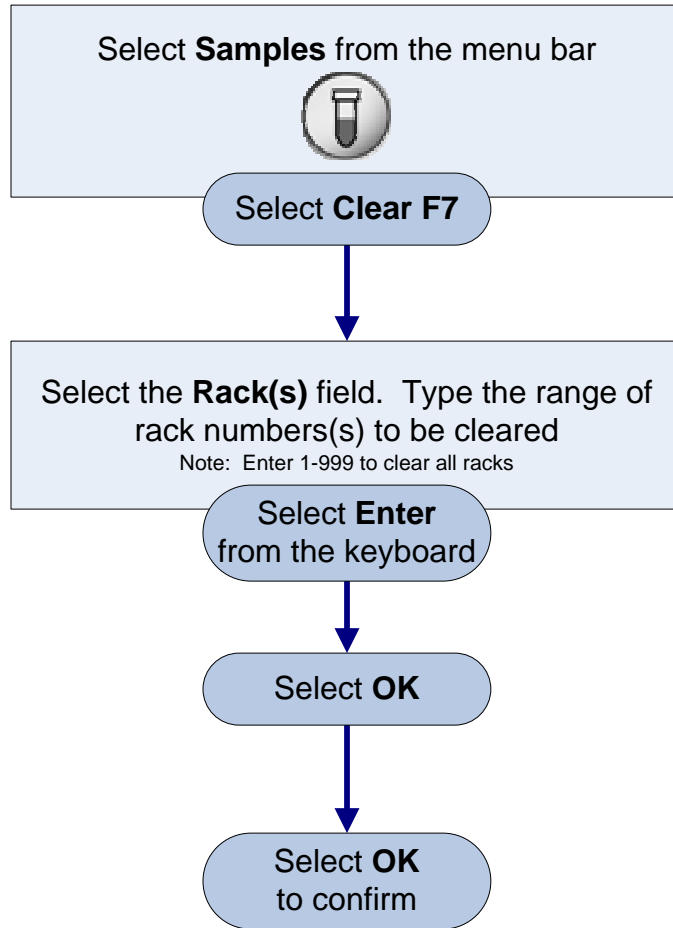 Select Samples from the menu bar
Select Clear F7
Select the Rack(s) field.  Type the range of
rack numbers(s) to be cleared
Note:  Enter 1-999 to clear all racks
Select Enter
from the keyboard
Select OK
Select OK
to confirm